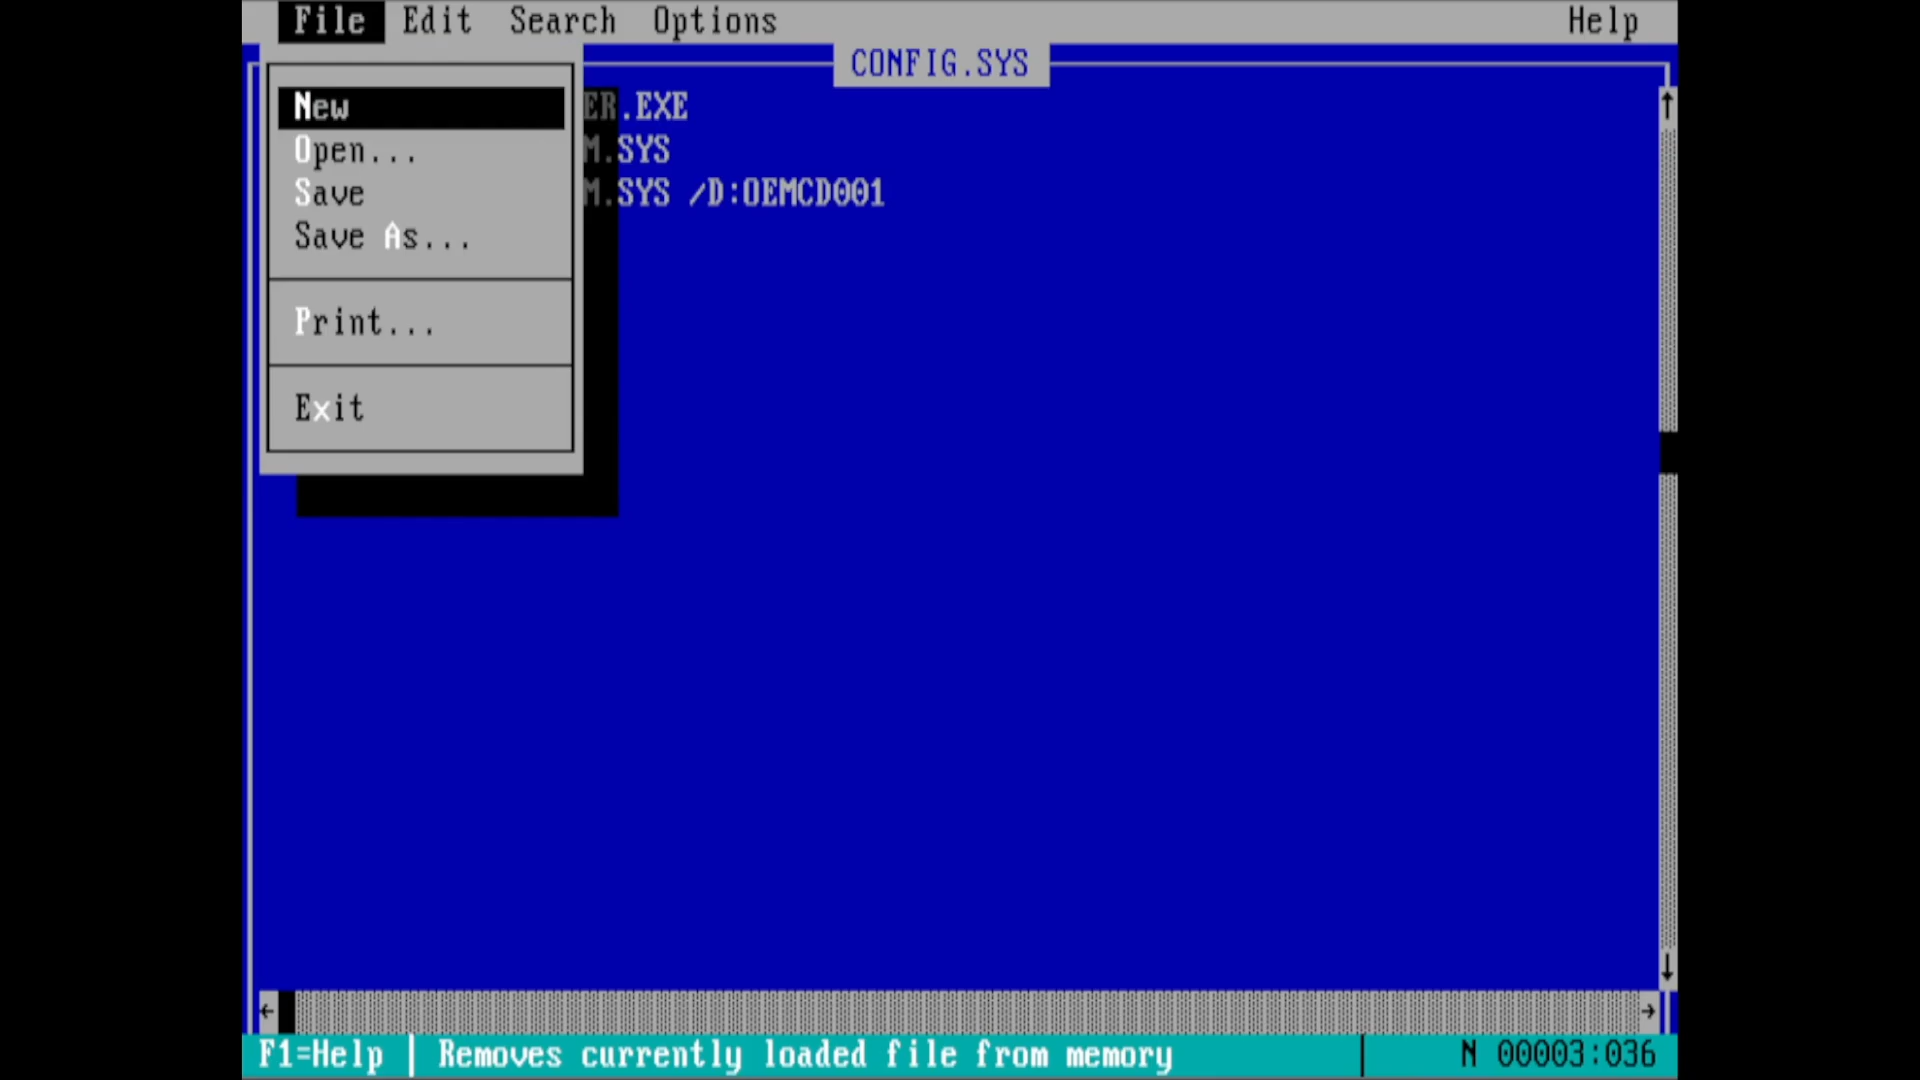 File Edit Search Options Help
CONFIG.SYS
New
ER.EXE
Open...
M.SYS
Save
M.SYS /D:OEMCD001
Save As...
Print...
Exit
F1=Help | Removes currently loaded file from memory | N 00003:036